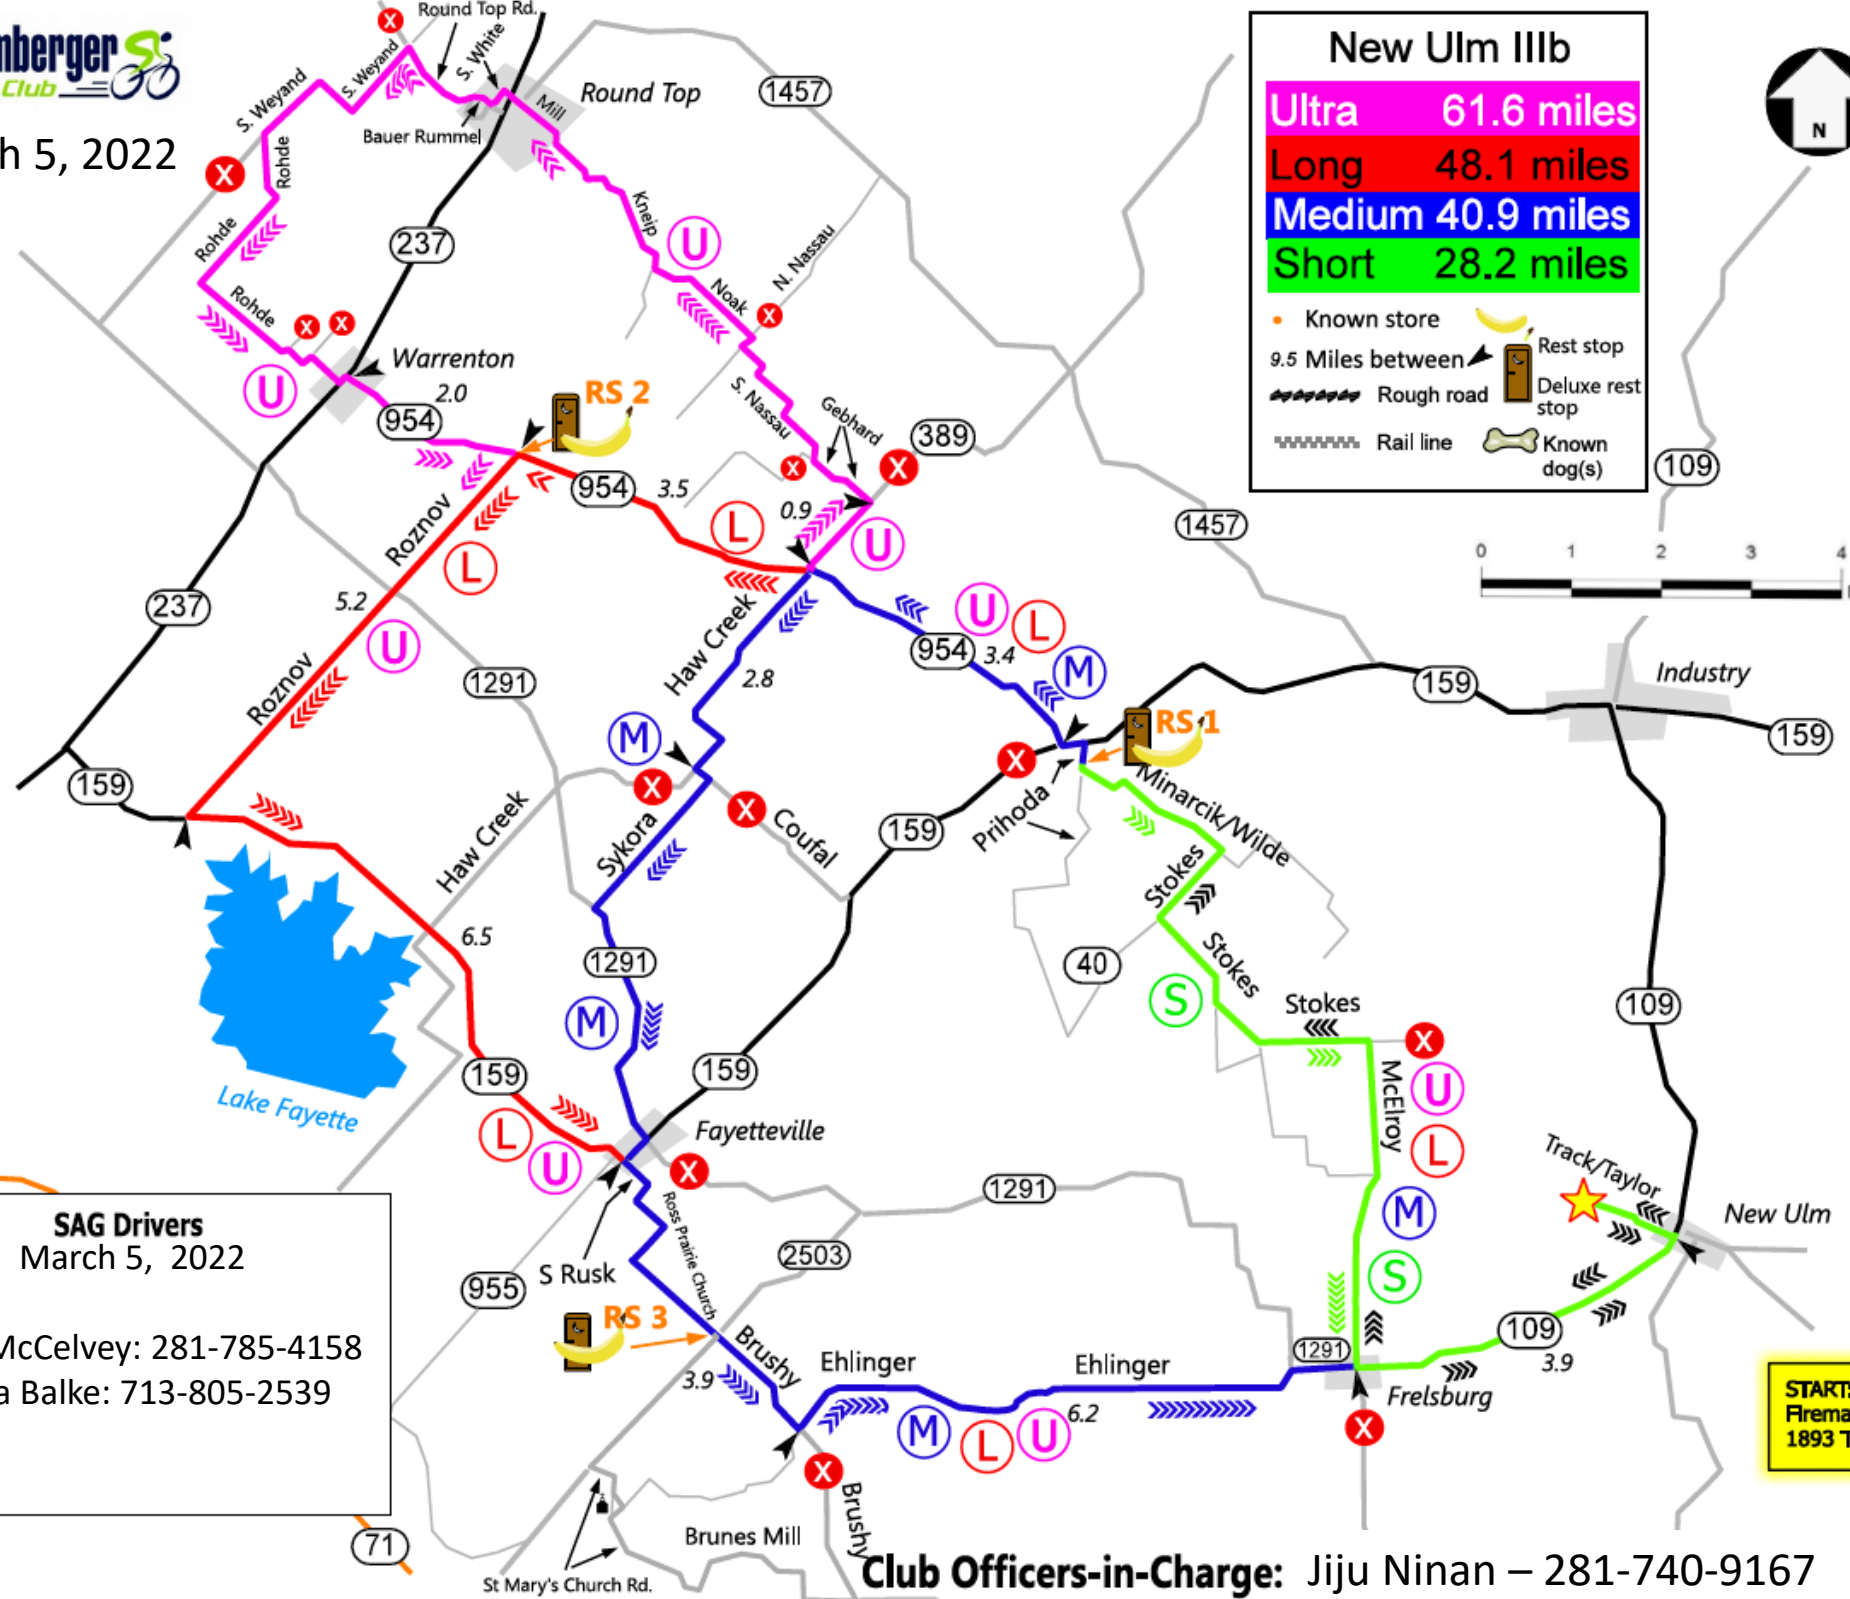 Club
5, 2022
New Ulm IIIb
Ultra 61.6 miles
Long 48.1 miles
Medium 40.9 miles
Short 28.2 miles
Known store
9.5 Miles between
Rest stop
Rough road
Deluxe rest
stop
Rail line
Known
dog(s)
N
0 1 2 3 4
Round Top Rd.
S. White
S. Weyand
S. Weyand
Bauer Rummel
Mill
Round Top
1457
Rohde
Rohde
Rohde
237
Kneip
U
N. Nassau
Noak
Warrenton
2.0
U
954
RS 2
S. Nassau
Gebhard
389
109
954
3.5
0.9
L
U
1457
Roznov
L
5.2
237
U
Haw Creek
U
L
954
3.4
M
2.8
1291
Roznov
M
159
Industry
159
RS 1
159
Prihoda
Minarcik/Wilde
Coufal
159
Sykora
Haw Creek
Stokes
6.5
1291
40
Stokes
S
Stokes
109
M
159
159
Lake Fayette
McElroy
U
L
M
S
L
U
Fayetteville
Track/Taylor
New Ulm
1291
Ross Prairie Church
S Rusk
2503
955
RS 3
3.9
Brushy
Ehlinger
Ehlinger
1291
109
3.9
Frelsburg
M
L
U
6.2
Brushy
Brunes Mill
St Mary's Church Rd.
71
SAG Drivers
March 5, 2022
McCelvey: 281-785-4158
Balke: 713-805-2539
1893
Club Officers-in-Charge: Jiju Ninan – 281-740-9167
X
X
X
X
X
X
X
X
X
X
X
X
X
X